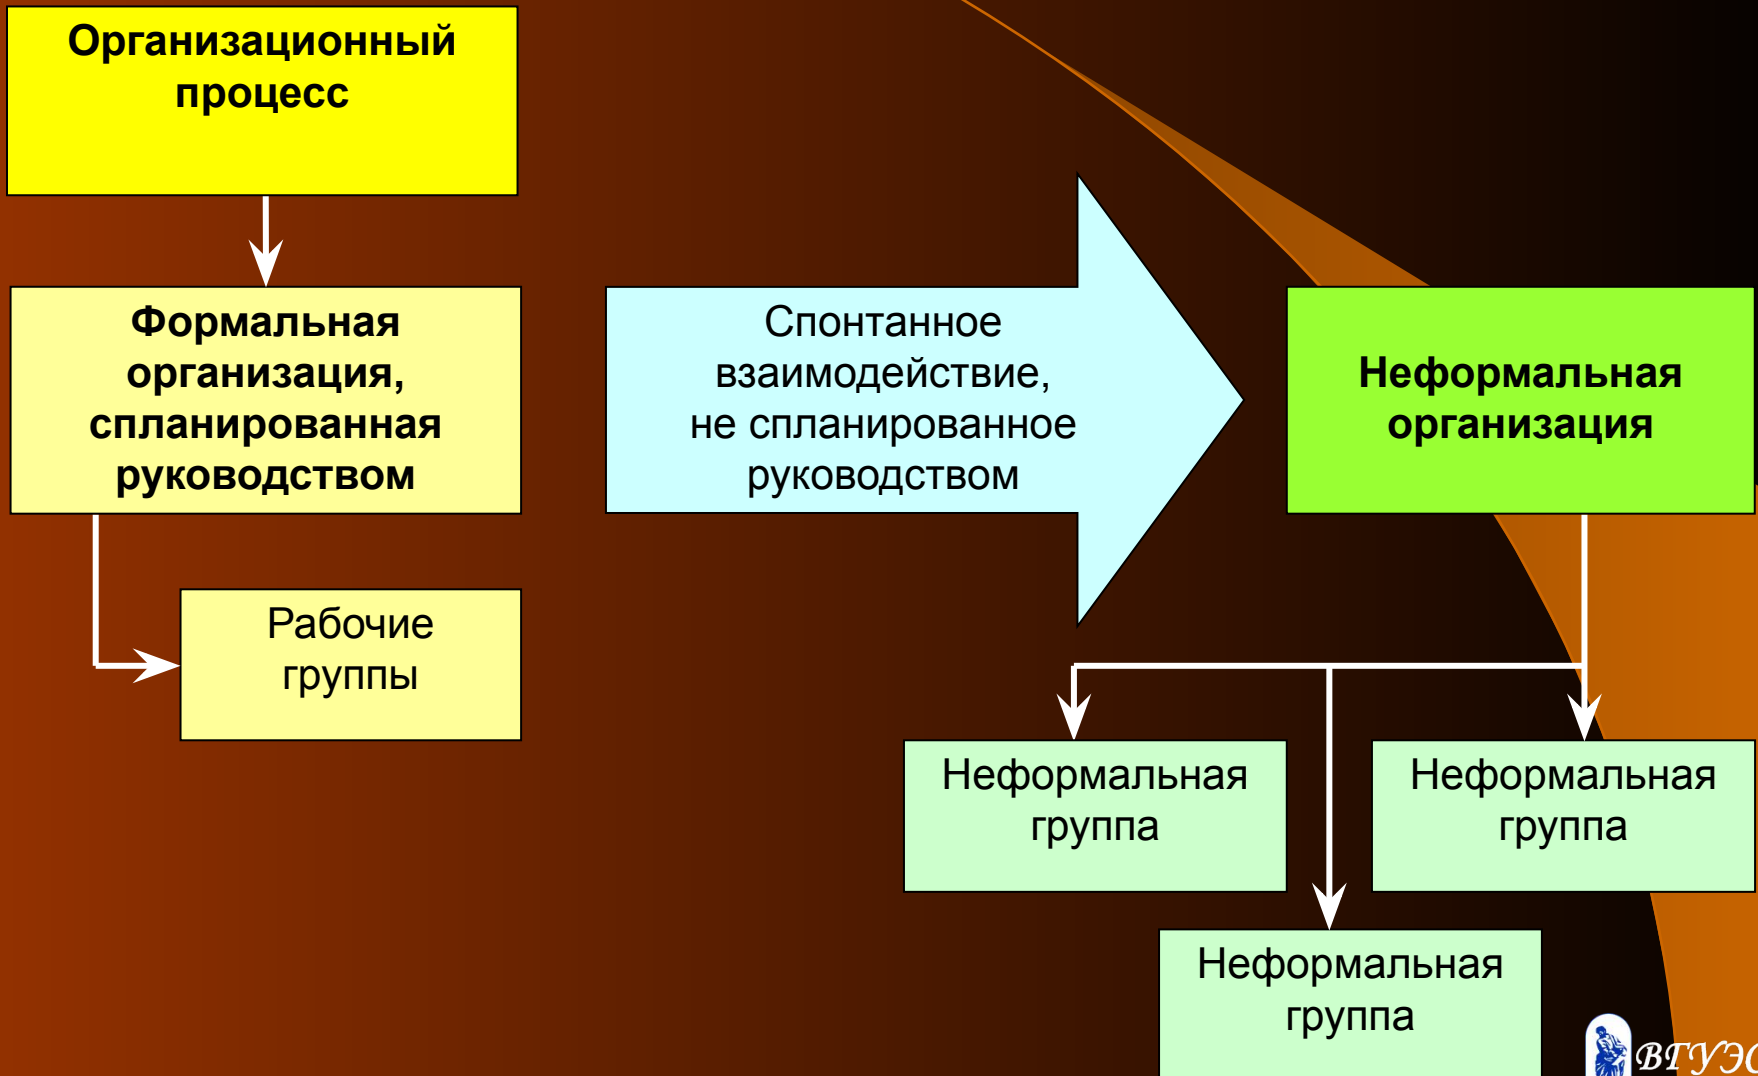 Организационный
процесс
Формальная
организация,
спланированная
руководством
Спонтанное
взаимодействие,
не спланированное
руководством
Неформальная
организация
Рабочие
группы
Неформальная
группа
Неформальная
группа
Неформальная
группа
ВГУЭС